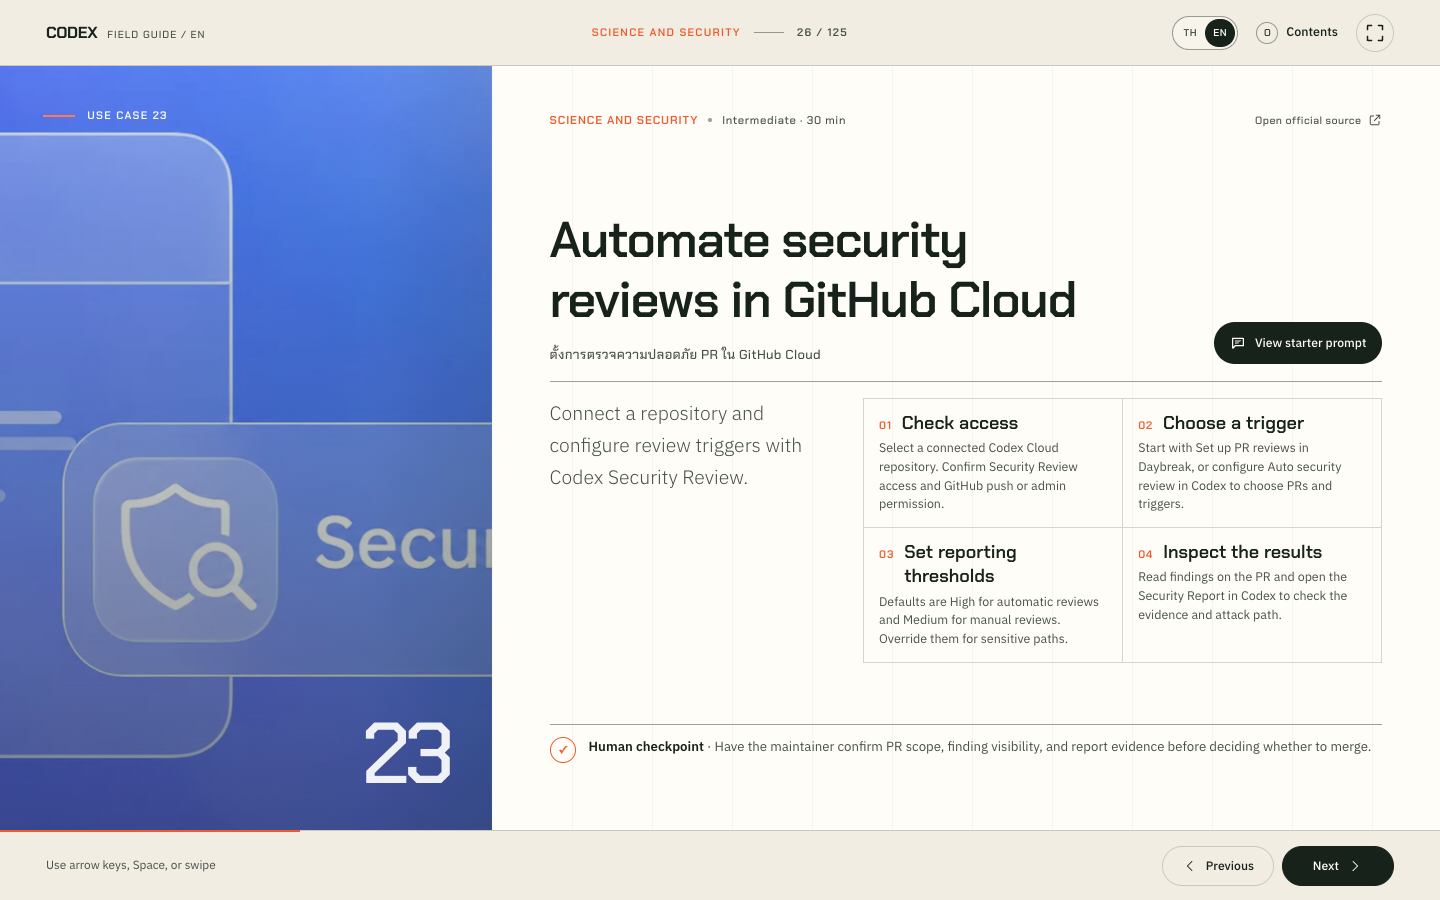 CODEX FIELD GUIDE / EN
SCIENCE AND SECURITY 26 / 125
TH EN
O Contents
USE CASE 23
SCIENCE AND SECURITY • Intermediate · 30 min
Open official source
Automate security
reviews in GitHub Cloud
ตั้งการตรวจความปลอดภัย PR ใน GitHub Cloud
View starter prompt
Connect a repository and
configure review triggers with
Codex Security Review.
01 Check access
Select a connected Codex Cloud
repository. Confirm Security Review
access and GitHub push or admin
permission.
02 Choose a trigger
Start with Set up PR reviews in
Daybreak, or configure Auto security
review in Codex to choose PRs and
triggers.
03 Set reporting
thresholds
Defaults are High for automatic reviews
and Medium for manual reviews.
Override them for sensitive paths.
04 Inspect the results
Read findings on the PR and open the
Security Report in Codex to check the
evidence and attack path.
Secur
23
✓ Human checkpoint · Have the maintainer confirm PR scope, finding visibility, and report evidence before deciding whether to merge.
Use arrow keys, Space, or swipe
Previous
Next